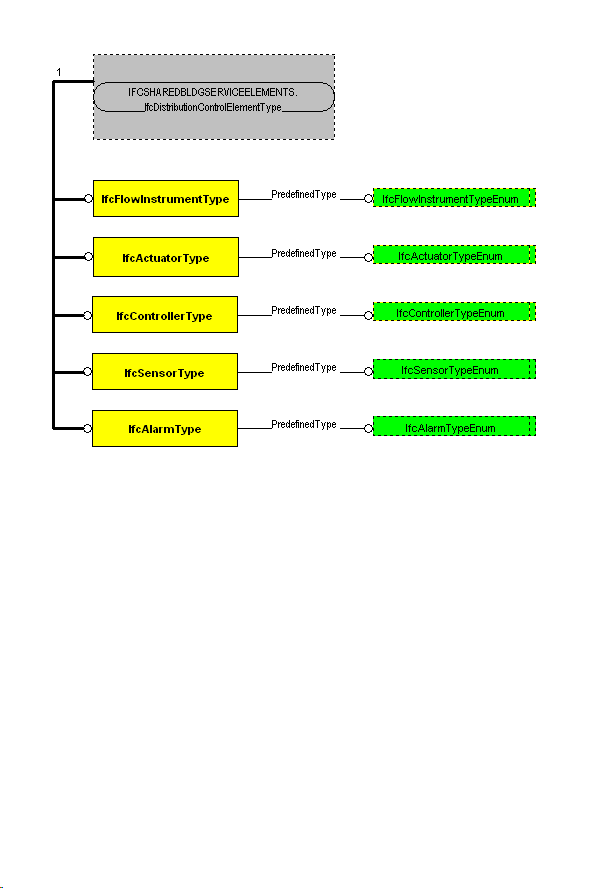 1
IFCSHAREDBLDGSERVICEELEMENTS.
IfcDistributionControlElementType
IfcFlowInstrumentType PredefinedType IfcFlowInstrumentTypeEnum
IfcActuatorType PredefinedType IfcActuatorTypeEnum
IfcControllerType PredefinedType IfcControllerTypeEnum
IfcSensorType PredefinedType IfcSensorTypeEnum
IfcAlarmType PredefinedType IfcAlarmTypeEnum